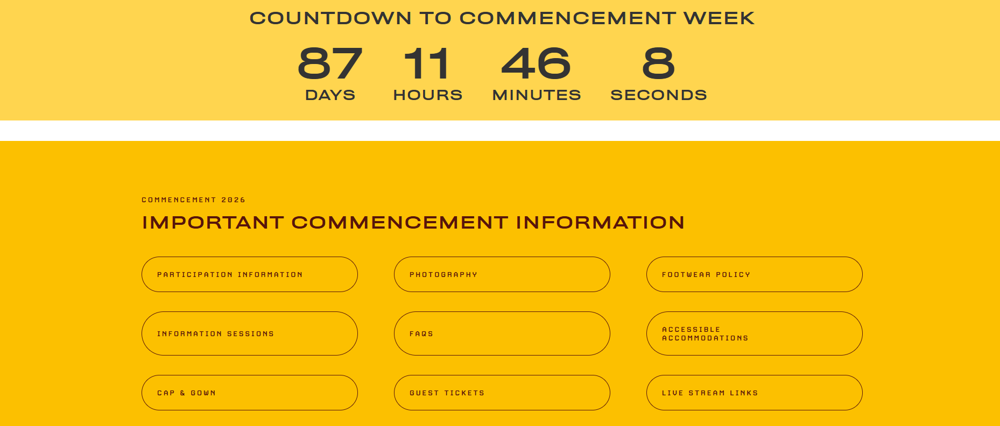 COUNTDOWN TO COMMENCEMENT WEEK
87 11 46 8
DAYS HOURS MINUTES SECONDS
COMMENCEMENT 2026
IMPORTANT COMMENCEMENT INFORMATION
PARTICIPATION INFORMATION
PHOTOGRAPHY
FOOTWEAR POLICY
INFORMATION SESSIONS
FAQS
ACCESSIBLE
ACCOMMODATIONS
CAP & GOWN
GUEST TICKETS
LIVE STREAM LINKS